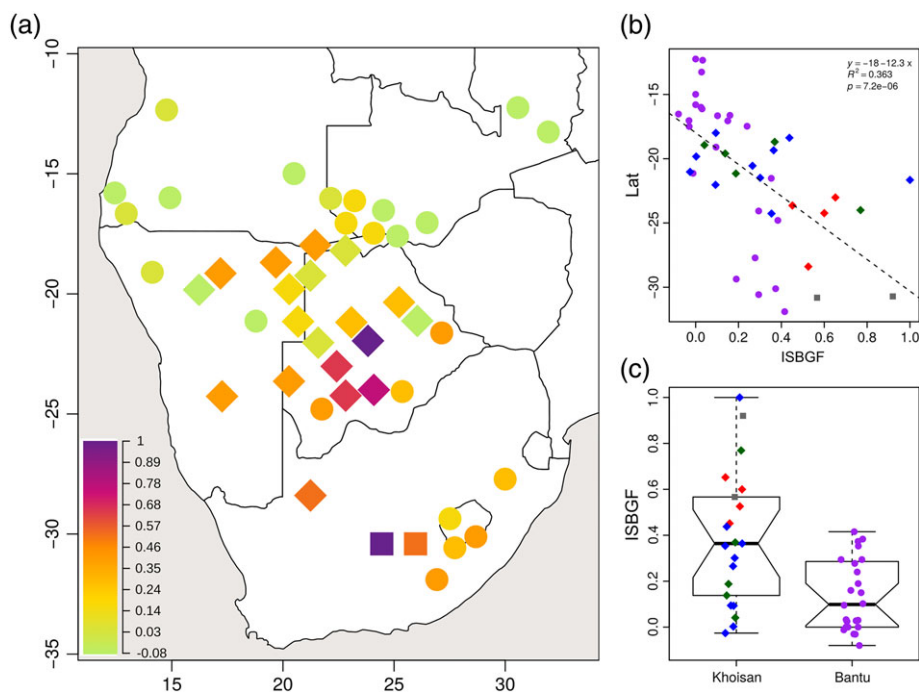 (a)
-10
-15
-20
-25
-30
-35
1
0.89
0.78
0.68
0.57
0.46
0.35
0.24
0.14
0.03
-0.08
15
20
25
30
(b)
y = −18 −12.3 x
R² = 0.363
p = 7.2e−06
Lat
-15
-20
-25
-30
0.0 0.2 0.4 0.6 0.8 1.0
ISBGF
(c)
ISBGF
1.0
0.8
0.6
0.4
0.2
0.0
Khoisan Bantu